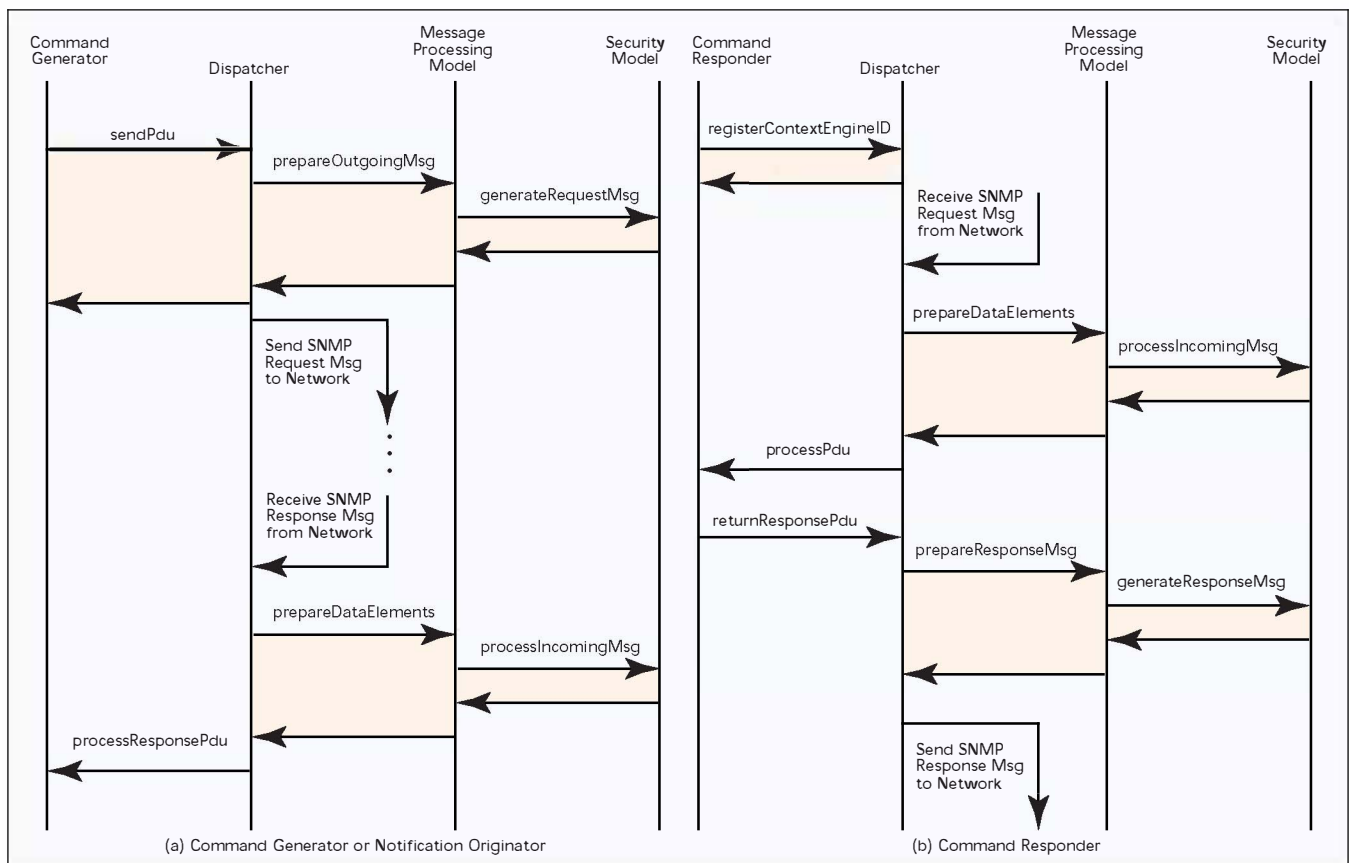 Command
Generator
Dispatcher
Message
Processing
Model
Security
Model
sendPdu
prepareOutgoingMsg
generateRequestMsg
Send SNMP
Request Msg
to Network
Receive SNMP
Response Msg
from Network
prepareDataElements
processIncomingMsg
processResponsePdu
(a) Command Generator or Notification Originator
Command
Responder
Dispatcher
Message
Processing
Model
Security
Model
registerContextEngineID
Receive SNMP
Request Msg
from Network
prepareDataElements
processIncomingMsg
processPdu
returnResponsePdu
prepareResponseMsg
generateResponseMsg
Send SNMP
Response Msg
to Network
(b) Command Responder